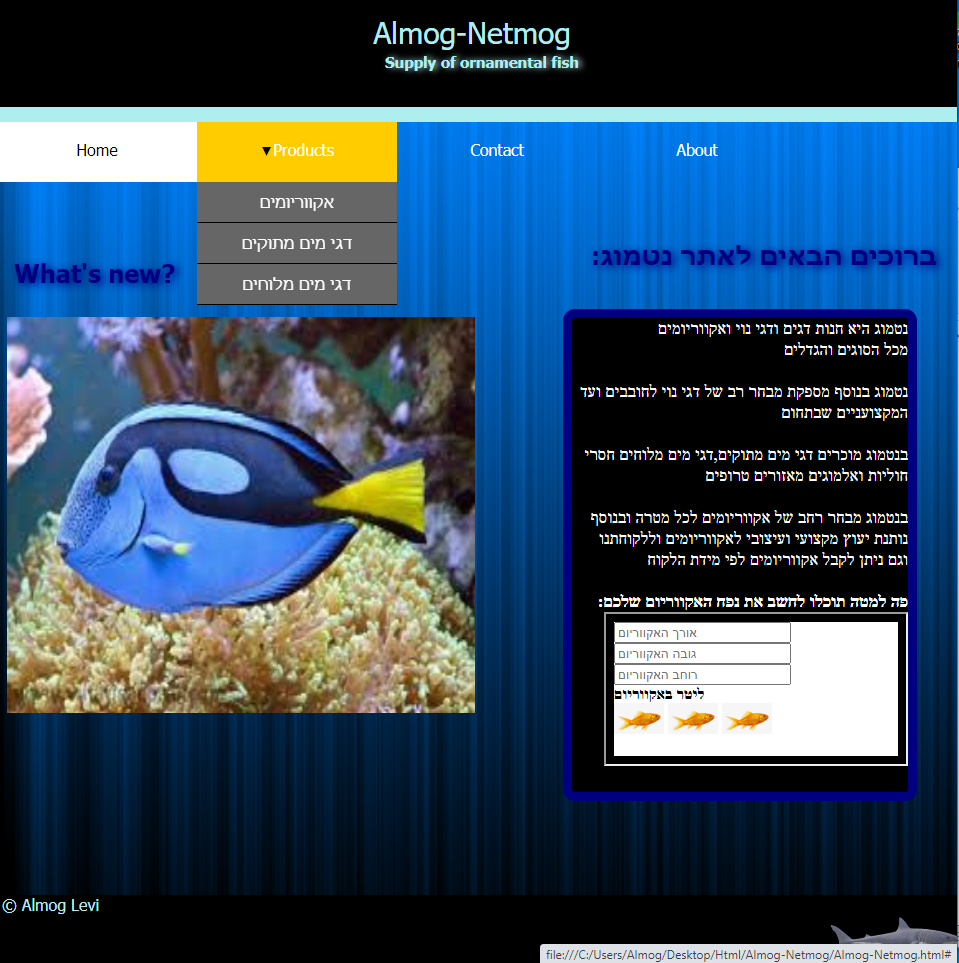 Almog-Netmog
Supply of ornamental fish
Home
▼Products
Contact
About
אקווריומים
דגי מים מתוקים
דגי מים מלוחים
What's new?
ברוכים הבאים לאתר נטמוג:
נטמוג היא חנות דגים ודגי נוי ואקווריומים
מכל הסוגים והגדלים
נטמוג בנוסף מספקת מבחר רב של דגי נוי לחובבים ועד
המקצועניים שבתחום
בנטמוג מוכרים דגי מים מתוקים,דגי מים מלוחים חסרי
חוליות ואלמוגים מאזורים טרופים
בנטמוג מבחר רחב של אקווריומים לכל מטרה ובנוסף
נותנת יעוץ מקצועי ועיצובי לאקווריומים וללקוחתנו
וגם ניתן לקבל אקווריומים לפי מידת הלקוח
פה למטה תוכלו לחשב את נפח האקווריום שלכם:
אורך האקווריום
גובה האקווריום
רוחב האקווריום
ליטר באקווריום
© Almog Levi
file:///C:/Users/Almog/Desktop/Html/Almog-Netmog/Almog-Netmog.html#